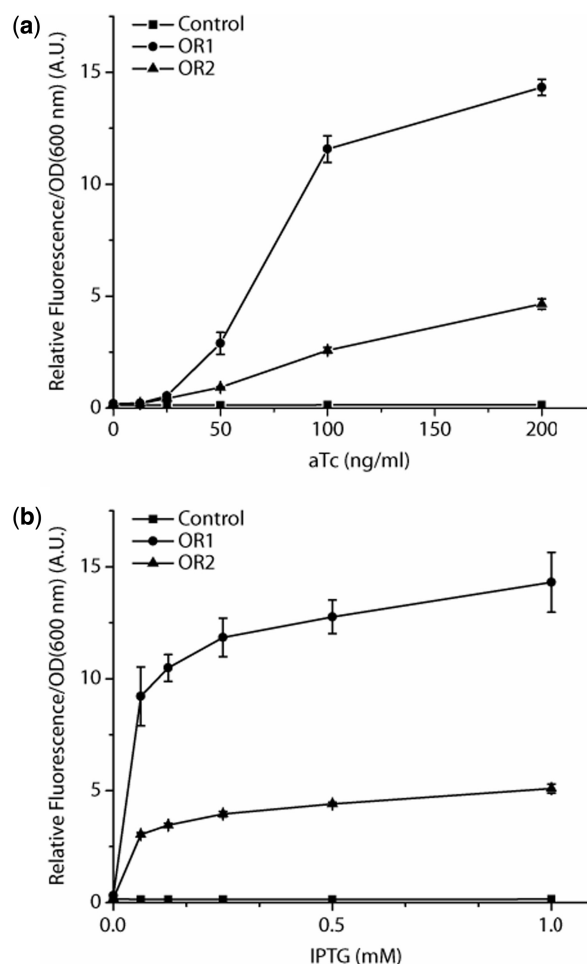 (a)
Control
OR1
OR2
Relative Fluorescence/OD(600 nm) (A.U.)
15
10
5
0
0 50 100 150 200
aTc (ng/ml)
(b)
Control
OR1
OR2
Relative Fluorescence/OD(600 nm) (A.U.)
15
10
5
0
0.0 0.5 1.0
IPTG (mM)